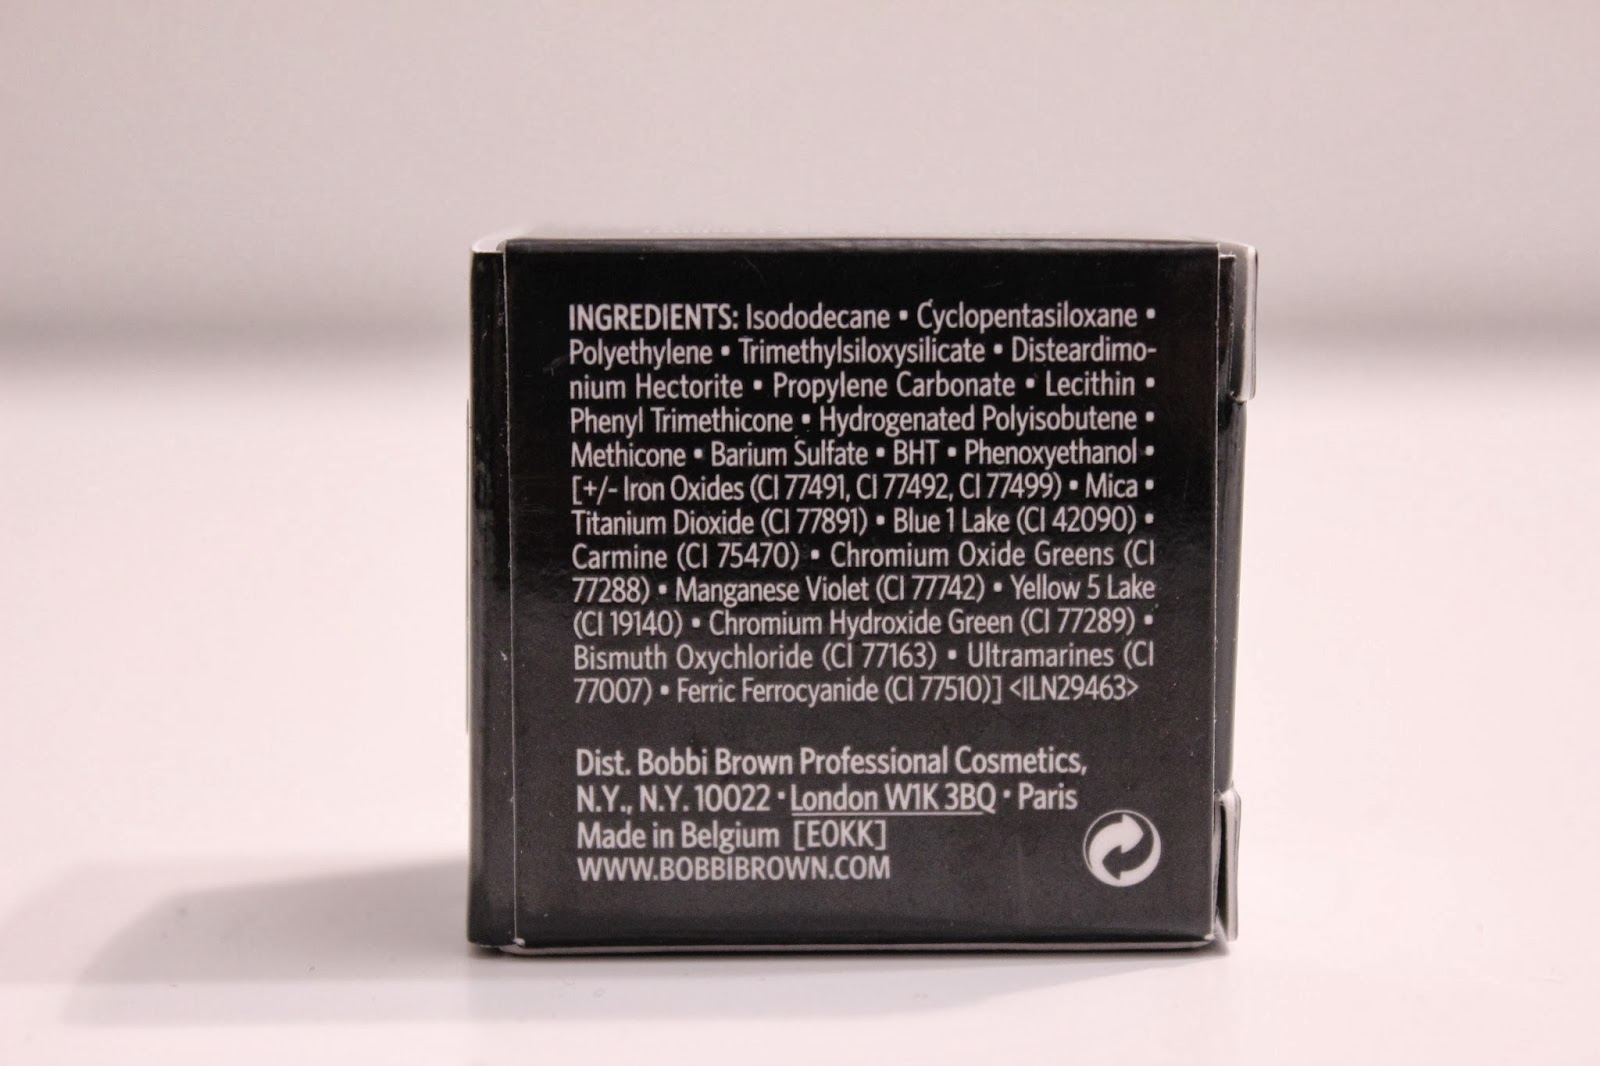 INGREDIENTS: Isododecane • Cyclopentasiloxane •
Polyethylene • Trimethylsiloxysilicate • Disteardimo-
nium Hectorite • Propylene Carbonate • Lecithin •
Phenyl Trimethicone • Hydrogenated Polyisobutene •
Methicone • Barium Sulfate • BHT • Phenoxyethanol •
[+/- Iron Oxides (CI 77491, CI 77492, CI 77499) • Mica •
Titanium Dioxide (CI 77891) • Blue 1 Lake (CI 42090) •
Carmine (CI 75470) • Chromium Oxide Greens (CI
77288) • Manganese Violet (CI 77742) • Yellow 5 Lake
(CI 19140) • Chromium Hydroxide Green (CI 77289) •
Bismuth Oxychloride (CI 77163) • Ultramarines (CI
77007) • Ferric Ferrocyanide (CI 77510)] <ILN29463>
Dist. Bobbi Brown Professional Cosmetics,
N.Y., N.Y. 10022 • London W1K 3BQ • Paris
Made in Belgium [EOKK]
WWW.BOBBIBROWN.COM